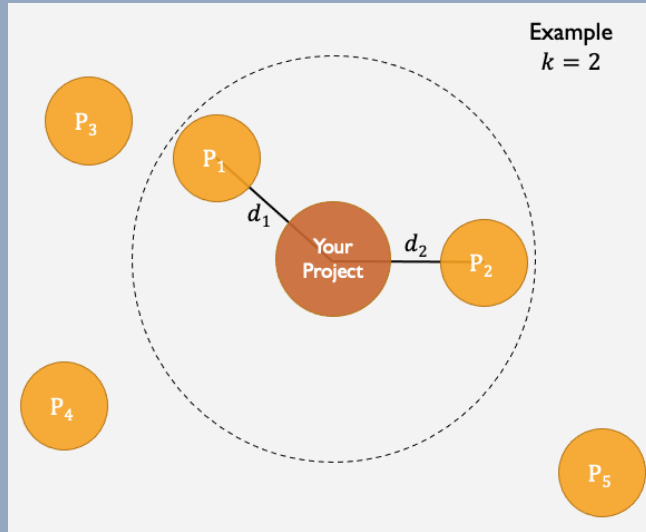 Example
k = 2
P₃
P₁
d₁
Your
Project
d₂
P₂
P₄
P₅